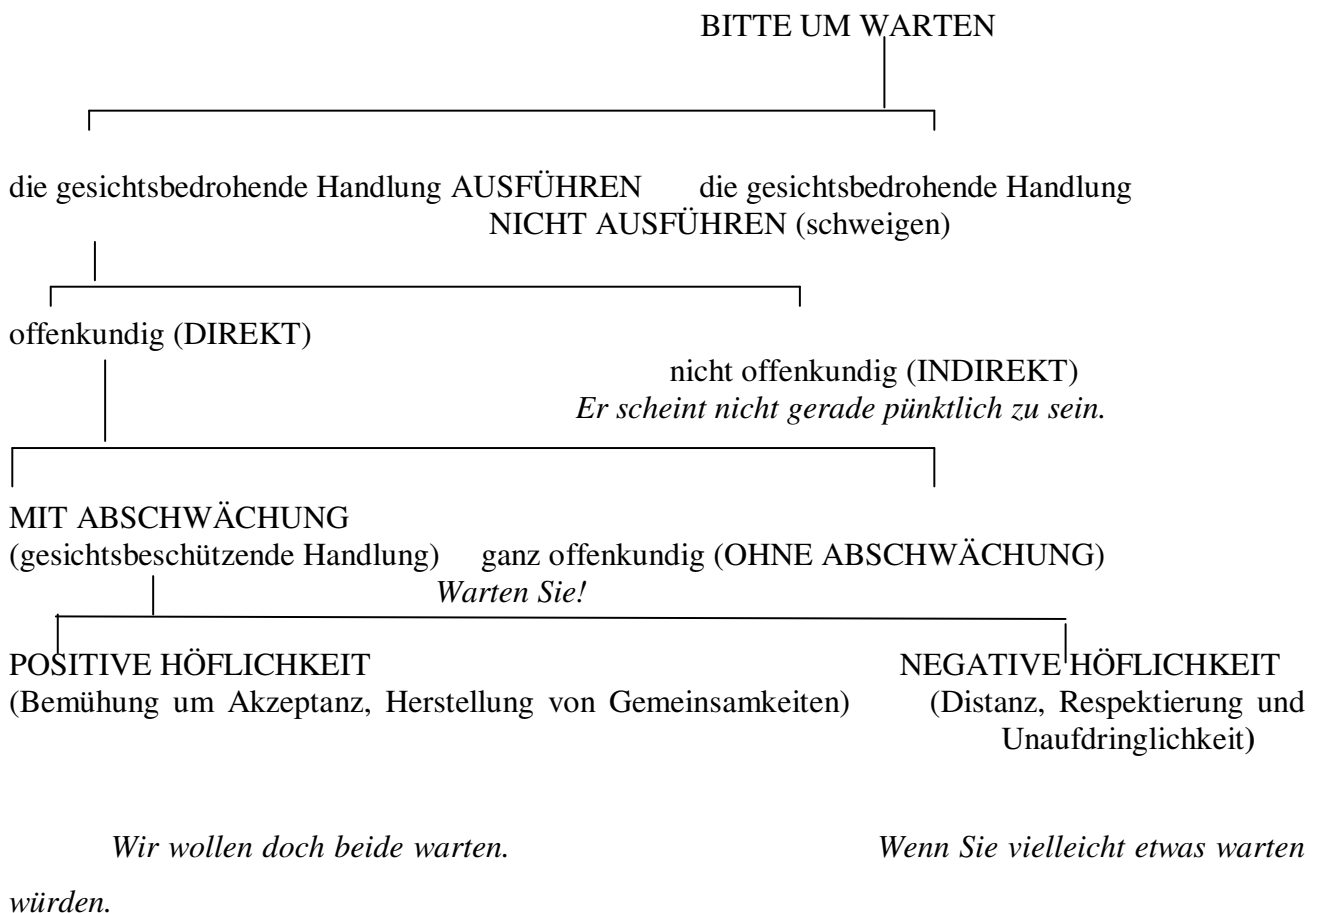 BITTE UM WARTEN
die gesichtsbedrohende Handlung AUSFÜHREN die gesichtsbedrohende Handlung
NICHT AUSFÜHREN (schweigen)
offenkundig (DIREKT)
nicht offenkundig (INDIREKT)
Er scheint nicht gerade pünktlich zu sein.
MIT ABSCHWÄCHUNG
(gesichtsbeschützende Handlung) ganz offenkundig (OHNE ABSCHWÄCHUNG)
Warten Sie!
POSITIVE HÖFLICHKEIT NEGATIVE HÖFLICHKEIT
(Bemühung um Akzeptanz, Herstellung von Gemeinsamkeiten) (Distanz, Respektierung und
Unaufdringlichkeit)
Wir wollen doch beide warten. Wenn Sie vielleicht etwas warten
würden.